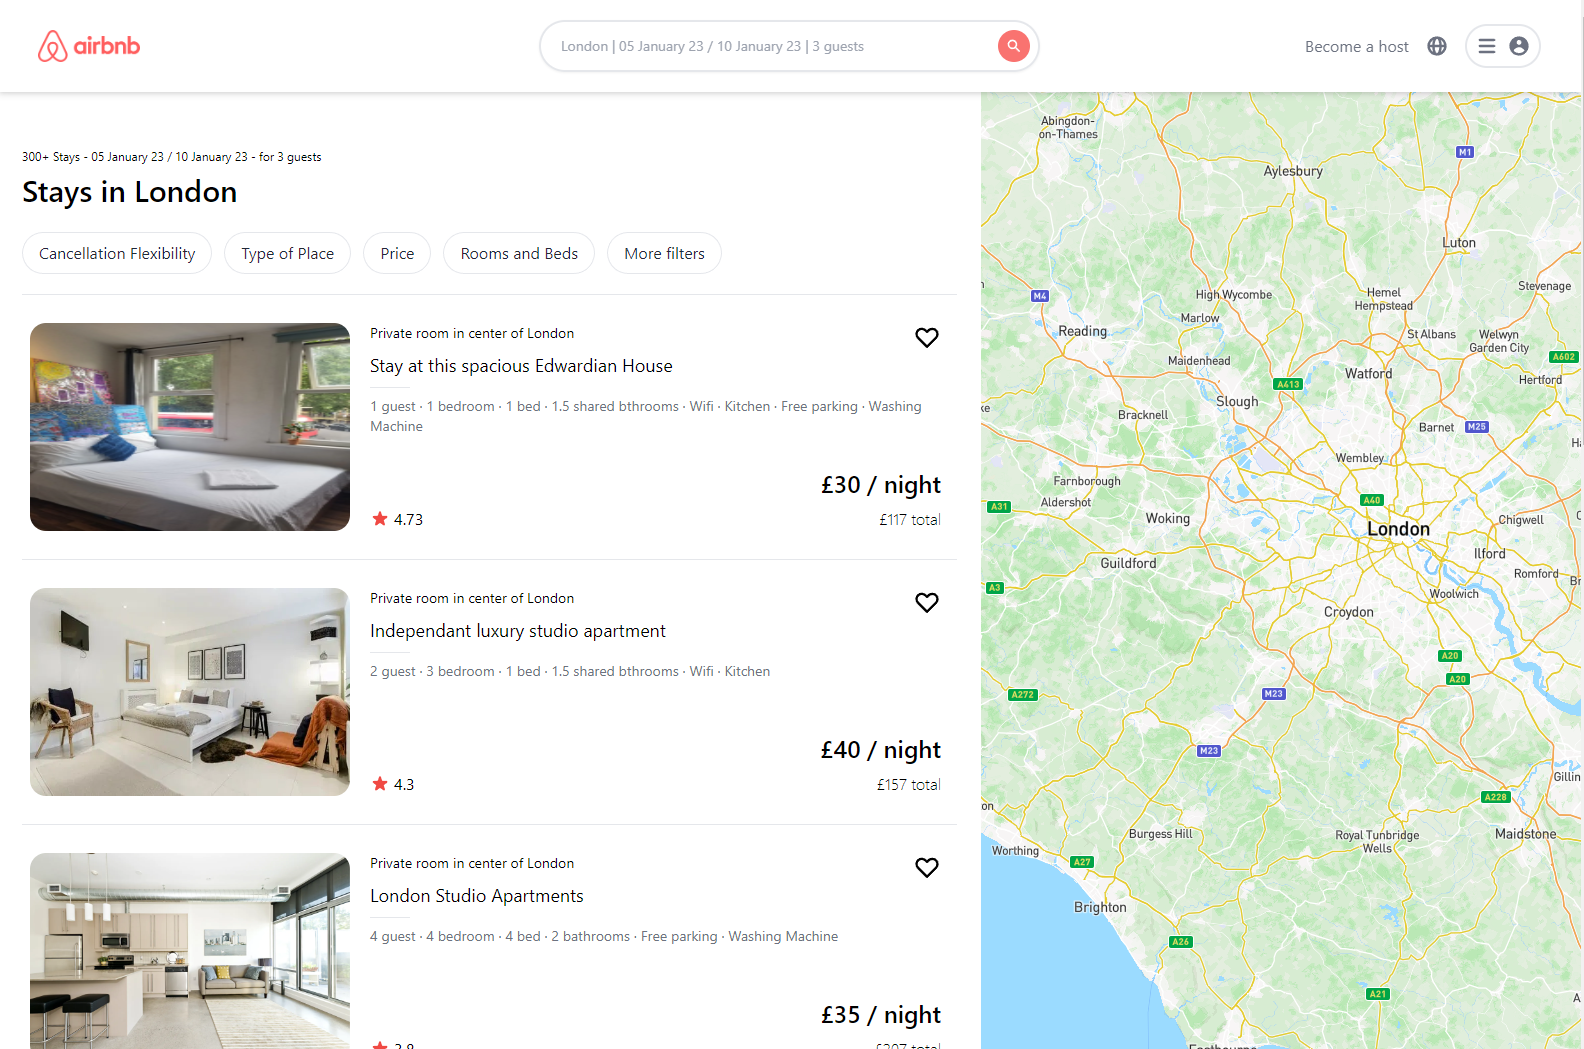 airbnb
London | 05 January 23 / 10 January 23 | 3 guests
Become a host
300+ Stays - 05 January 23 / 10 January 23 - for 3 guests
Stays in London
Cancellation Flexibility
Type of Place
Price
Rooms and Beds
More filters
Private room in center of London
Stay at this spacious Edwardian House
1 guest · 1 bedroom · 1 bed · 1.5 shared bthrooms · Wifi · Kitchen · Free parking · Washing
Machine
£30 / night
4.73
£117 total
Private room in center of London
Independant luxury studio apartment
2 guest · 3 bedroom · 1 bed · 1.5 shared bthrooms · Wifi · Kitchen
£40 / night
4.3
£157 total
Private room in center of London
London Studio Apartments
4 guest · 4 bedroom · 4 bed · 2 bathrooms · Free parking · Washing Machine
£35 / night
3.8
£207 total
Abingdon-
on-Thames
M1
Aylesbury
Luton
Stevenage
M4
High Wycombe
Hemel
Hempstead
Marlow
Reading
St Albans
Welwyn
Garden City
A602
Maidenhead
Watford
Hertford
A413
Slough
Bracknell
Barnet
M25
Wembley
Farnborough
Aldershot
A40
A31
Woking
London
Chigwell
Ilford
Guildford
Romford
A3
Woolwich
Croydon
A20
A20
A272
M23
M23
Gillin
A228
on
Burgess Hill
Royal Tunbridge
Wells
Maidstone
Worthing
A27
Brighton
A26
A21
Eastbourne